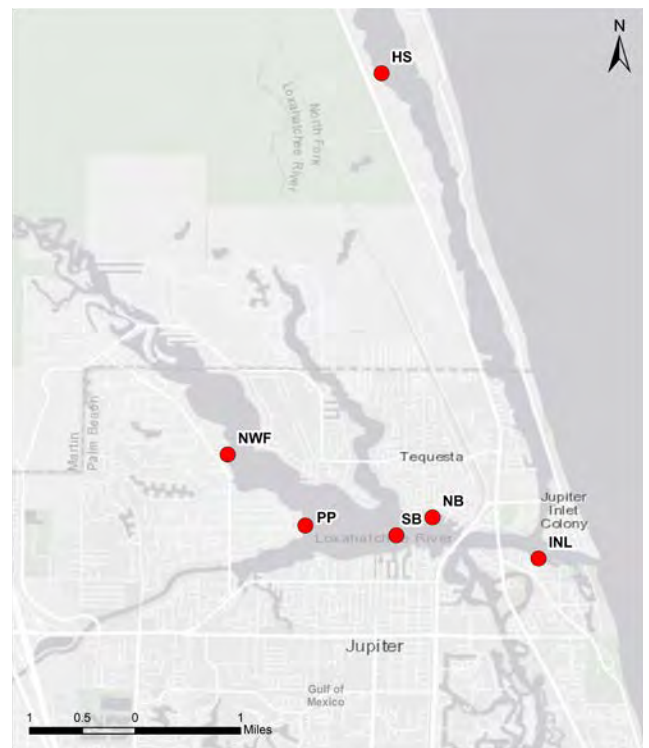 N
HS
North Fork
Loxahatchee
River
Martin
Palm Beach
NWF
Tequesta
NB
Jupiter
Inlet
Colony
PP
SB
Loxahatchee River
INL
Jupiter
Gulf of
Mexico
1 0.5 0 1
Miles